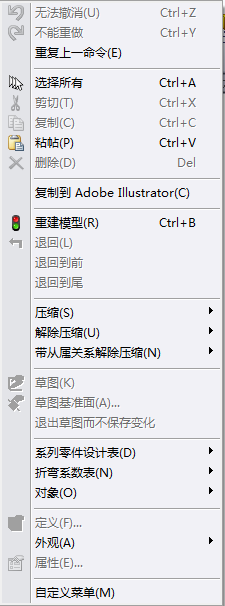 无法撤消(U) Ctrl+Z
不能重做 Ctrl+Y
重复上一命令(E)
选择所有 Ctrl+A
剪切(T) Ctrl+X
复制(C) Ctrl+C
粘帖(P) Ctrl+V
删除(D) Del
复制到 Adobe Illustrator(C)
重建模型(R) Ctrl+B
退回(L)
退回到前
退回到尾
压缩(S)
解除压缩(U)
带从属关系解除压缩(N)
草图(K)
草图基准面(A)...
退出草图而不保存变化
系列零件设计表(D)
折弯系数表(N)
对象(O)
定义(F)...
外观(A)
属性(E)...
自定义菜单(M)